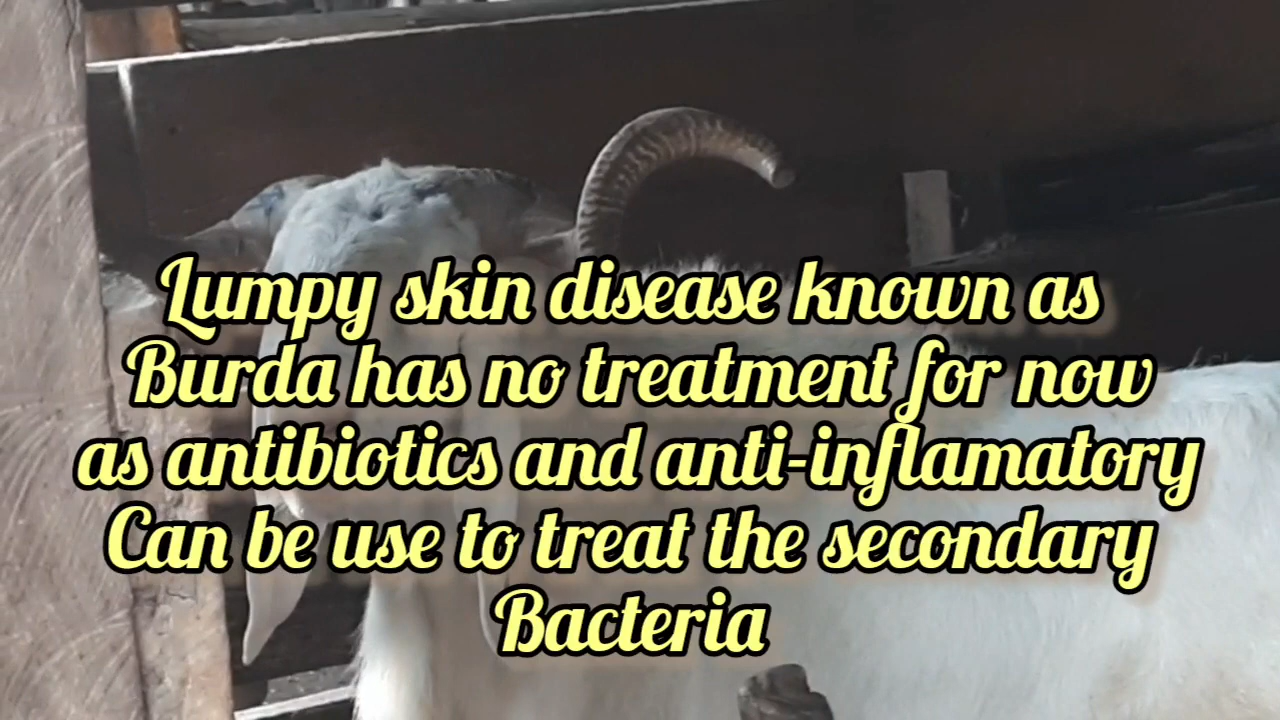 Lumpy skin disease known as
Burda has no treatment for now
as antibiotics and anti-inflamatory
Can be use to treat the secondary
Bacteria